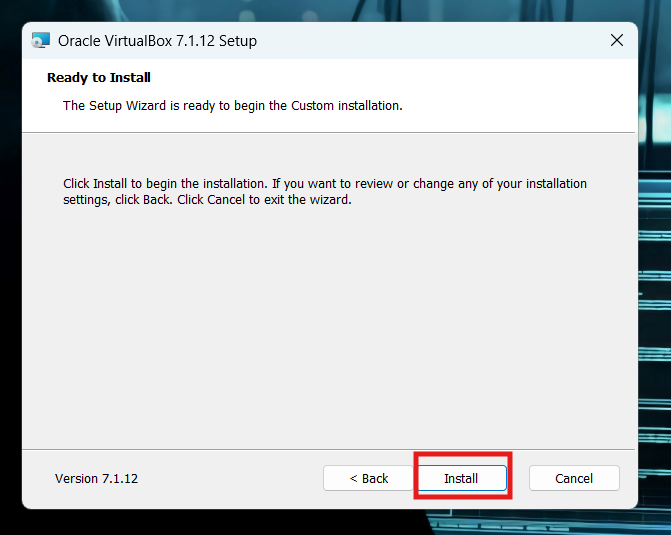 Oracle VirtualBox 7.1.12 Setup
Ready to Install
The Setup Wizard is ready to begin the Custom installation.
Click Install to begin the installation. If you want to review or change any of your installation
settings, click Back. Click Cancel to exit the wizard.
Version 7.1.12
< Back
Install
Cancel